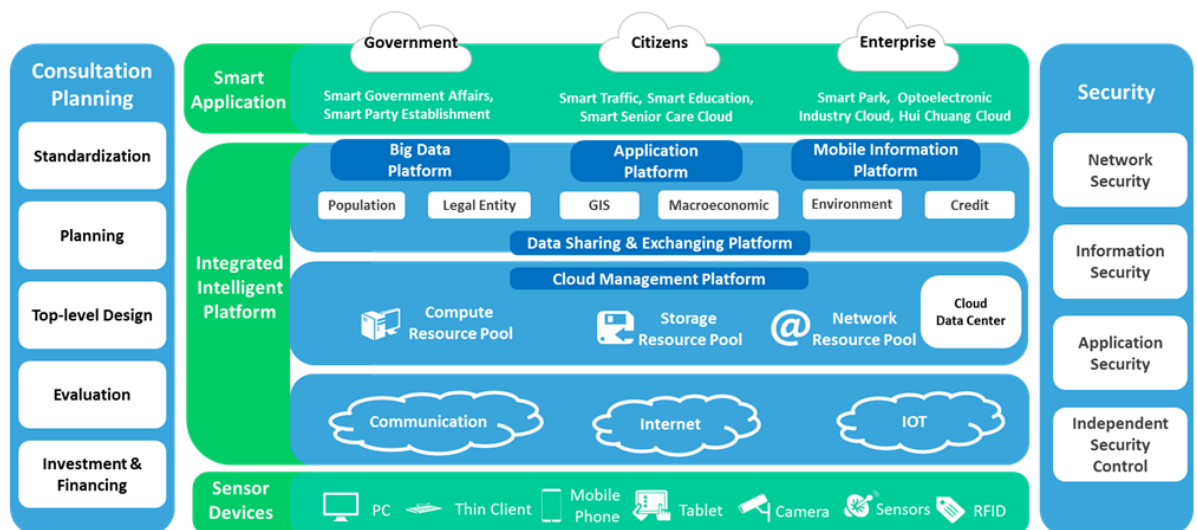 Consultation
Planning
Standardization
Planning
Top-level Design
Evaluation
Investment &
Financing
Smart
Application
Government
Smart Government Affairs,
Smart Party Establishment
Citizens
Smart Traffic, Smart Education,
Smart Senior Care Cloud
Enterprise
Smart Park, Optoelectronic
Industry Cloud, Hui Chuang Cloud
Integrated
Intelligent
Platform
Big Data
Platform
Application
Platform
Mobile Information
Platform
Population
Legal Entity
GIS
Macroeconomic
Environment
Credit
Data Sharing & Exchanging Platform
Cloud Management Platform
Compute
Resource Pool
Storage
Resource Pool
@
Network
Resource Pool
Cloud
Data Center
Communication
Internet
IOT
Sensor
Devices
PC
Thin Client
Mobile
Phone
Tablet
Camera
Sensors
RFID
Security
Network
Security
Information
Security
Application
Security
Independent
Security
Control